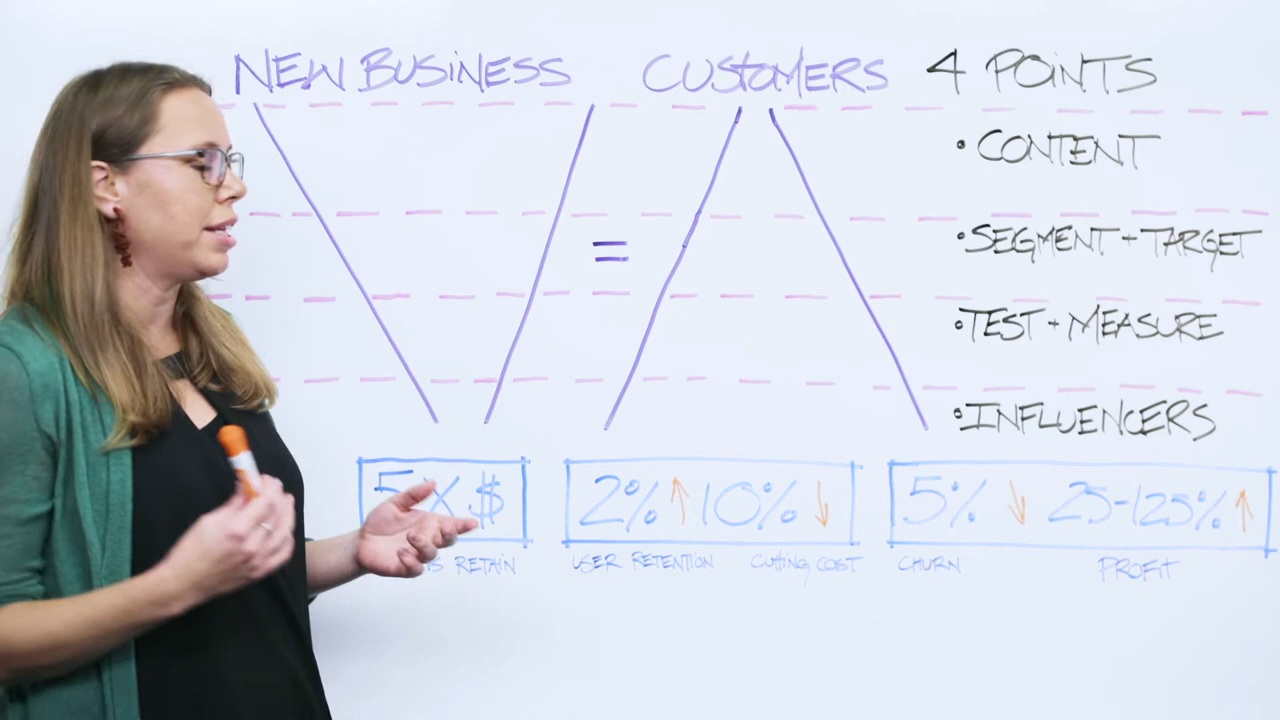 NEW BUSINESS
CUSTOMERS
4 POINTS
• CONTENT
• SEGMENT + TARGET
• TEST + MEASURE
• INFLUENCERS
=
5X $
RETAIN
2% ↑ 10% ↓
USER RETENTION CUTTING COST
5% ↓ 25-125% ↑
CHURN PROFIT